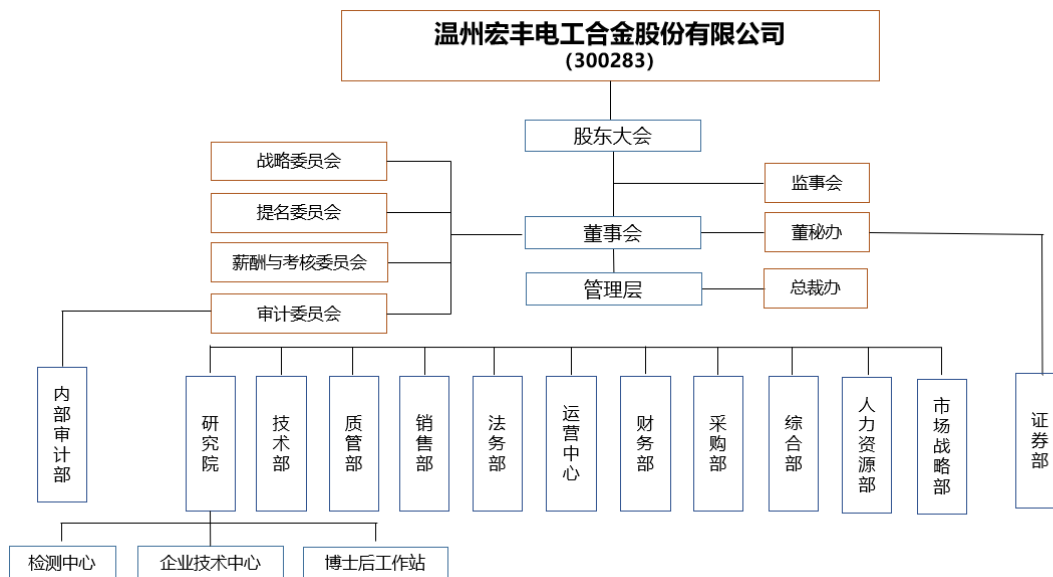 温州宏丰电工合金股份有限公司
（300283）
股东大会
战略委员会
监事会
提名委员会
董事会
董秘办
薪酬与考核委员会
管理层
总裁办
审计委员会
内部审计部
研究院
技术部
质管部
销售部
法务部
运营中心
财务部
采购部
综合部
人力资源部
市场战略部
证券部
检测中心
企业技术中心
博士后工作站